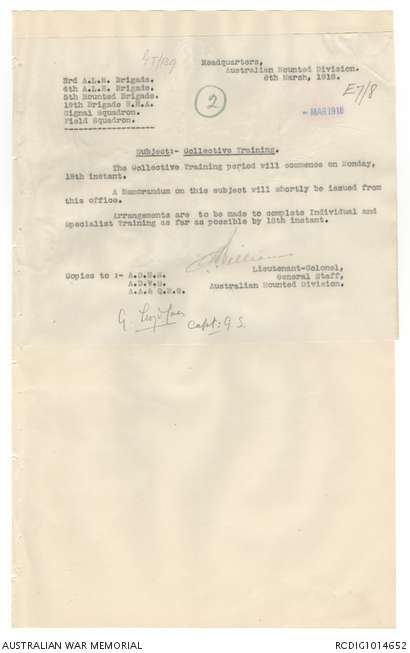 GT/139
Headquarters,
Australian Mounted Division.
6th March, 1918.
E7/8
3rd A.L.H. Brigade.
4th A.L.H. Brigade.
5th Mounted Brigade.
19th Brigade R.H.A.
Signal Squadron.
Field Squadron.
2
- MAR 1918
Subject:- Collective Training.
The Collective Training period will commence on Monday,
18th instant.
A Memorandum on this subject will shortly be issued from
this office.
Arrangements are to be made to complete Individual and
Specialist Training as far as possible by 18th instant.
Lieutenant-Colonel,
General Staff,
Australian Mounted Division.
Copies to :- A.D.M.S.
A.D.V.S.
A.A.& Q.M.G.
Capt: G.S.
AUSTRALIAN WAR MEMORIAL
RCDIG1014652